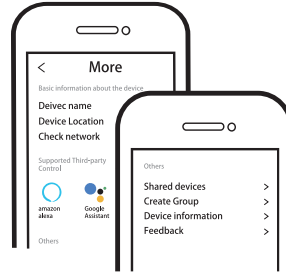 < More
Basic information about the device
Deivec name
Device Location
Check network
Supported Third-party
Control
amazon
alexa
Google
Assistant
Others
Others
Shared devices >
Create Group >
Device information >
Feedback >